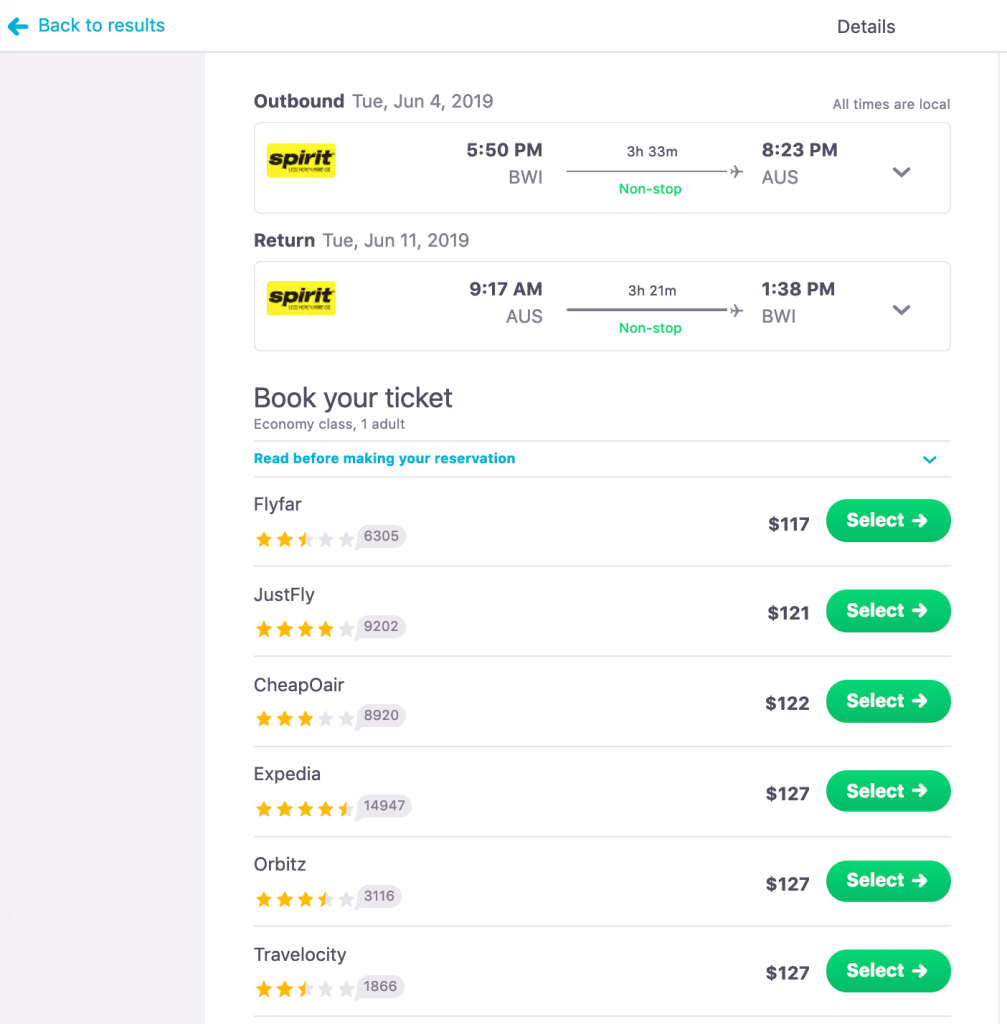 Back to results
Details
Outbound Tue, Jun 4, 2019
All times are local
spirit
5:50 PM
3h 33m
8:23 PM
BWI
AUS
Non-stop
Return Tue, Jun 11, 2019
spirit
9:17 AM
3h 21m
1:38 PM
AUS
BWI
Non-stop
Book your ticket
Economy class, 1 adult
Read before making your reservation
Flyfar
6305
$117
Select
JustFly
9202
$121
Select
CheapOair
8920
$122
Select
Expedia
14947
$127
Select
Orbitz
3116
$127
Select
Travelocity
1866
$127
Select